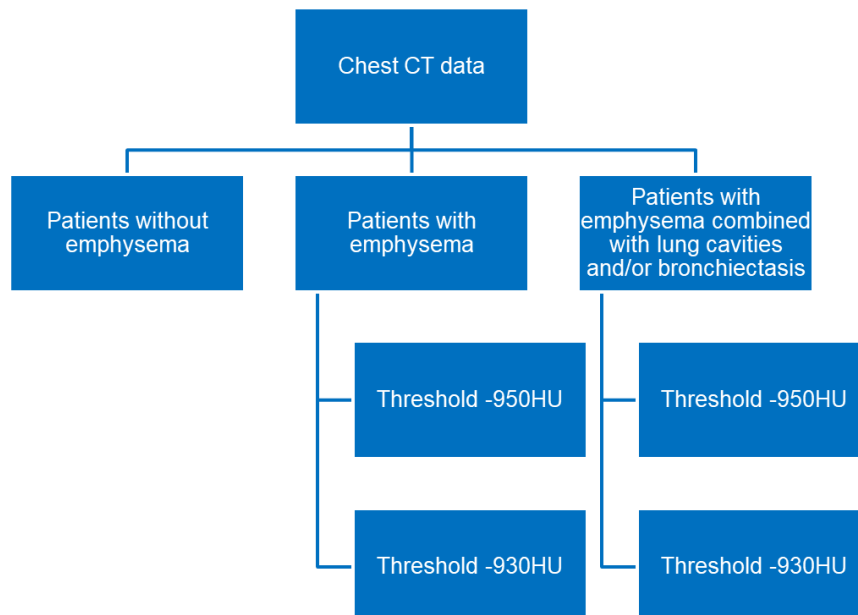 Chest CT data
Patients without
emphysema
Patients with
emphysema
Patients with
emphysema combined
with lung cavities
and/or bronchiectasis
Threshold -950HU
Threshold -950HU
Threshold -930HU
Threshold -930HU